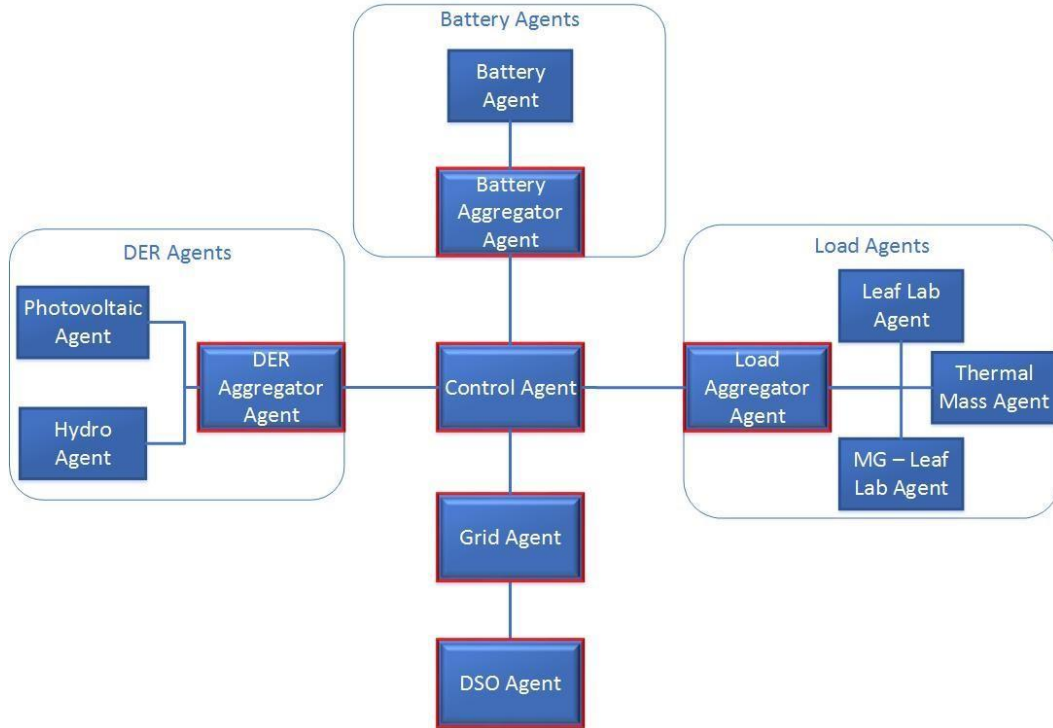 Battery Agents
Battery
Agent
Battery
Aggregator
Agent
DER Agents
Photovoltaic
Agent
Hydro
Agent
DER
Aggregator
Agent
Control Agent
Load Agents
Load
Aggregator
Agent
Leaf Lab
Agent
Thermal
Mass Agent
MG – Leaf
Lab Agent
Grid Agent
DSO Agent